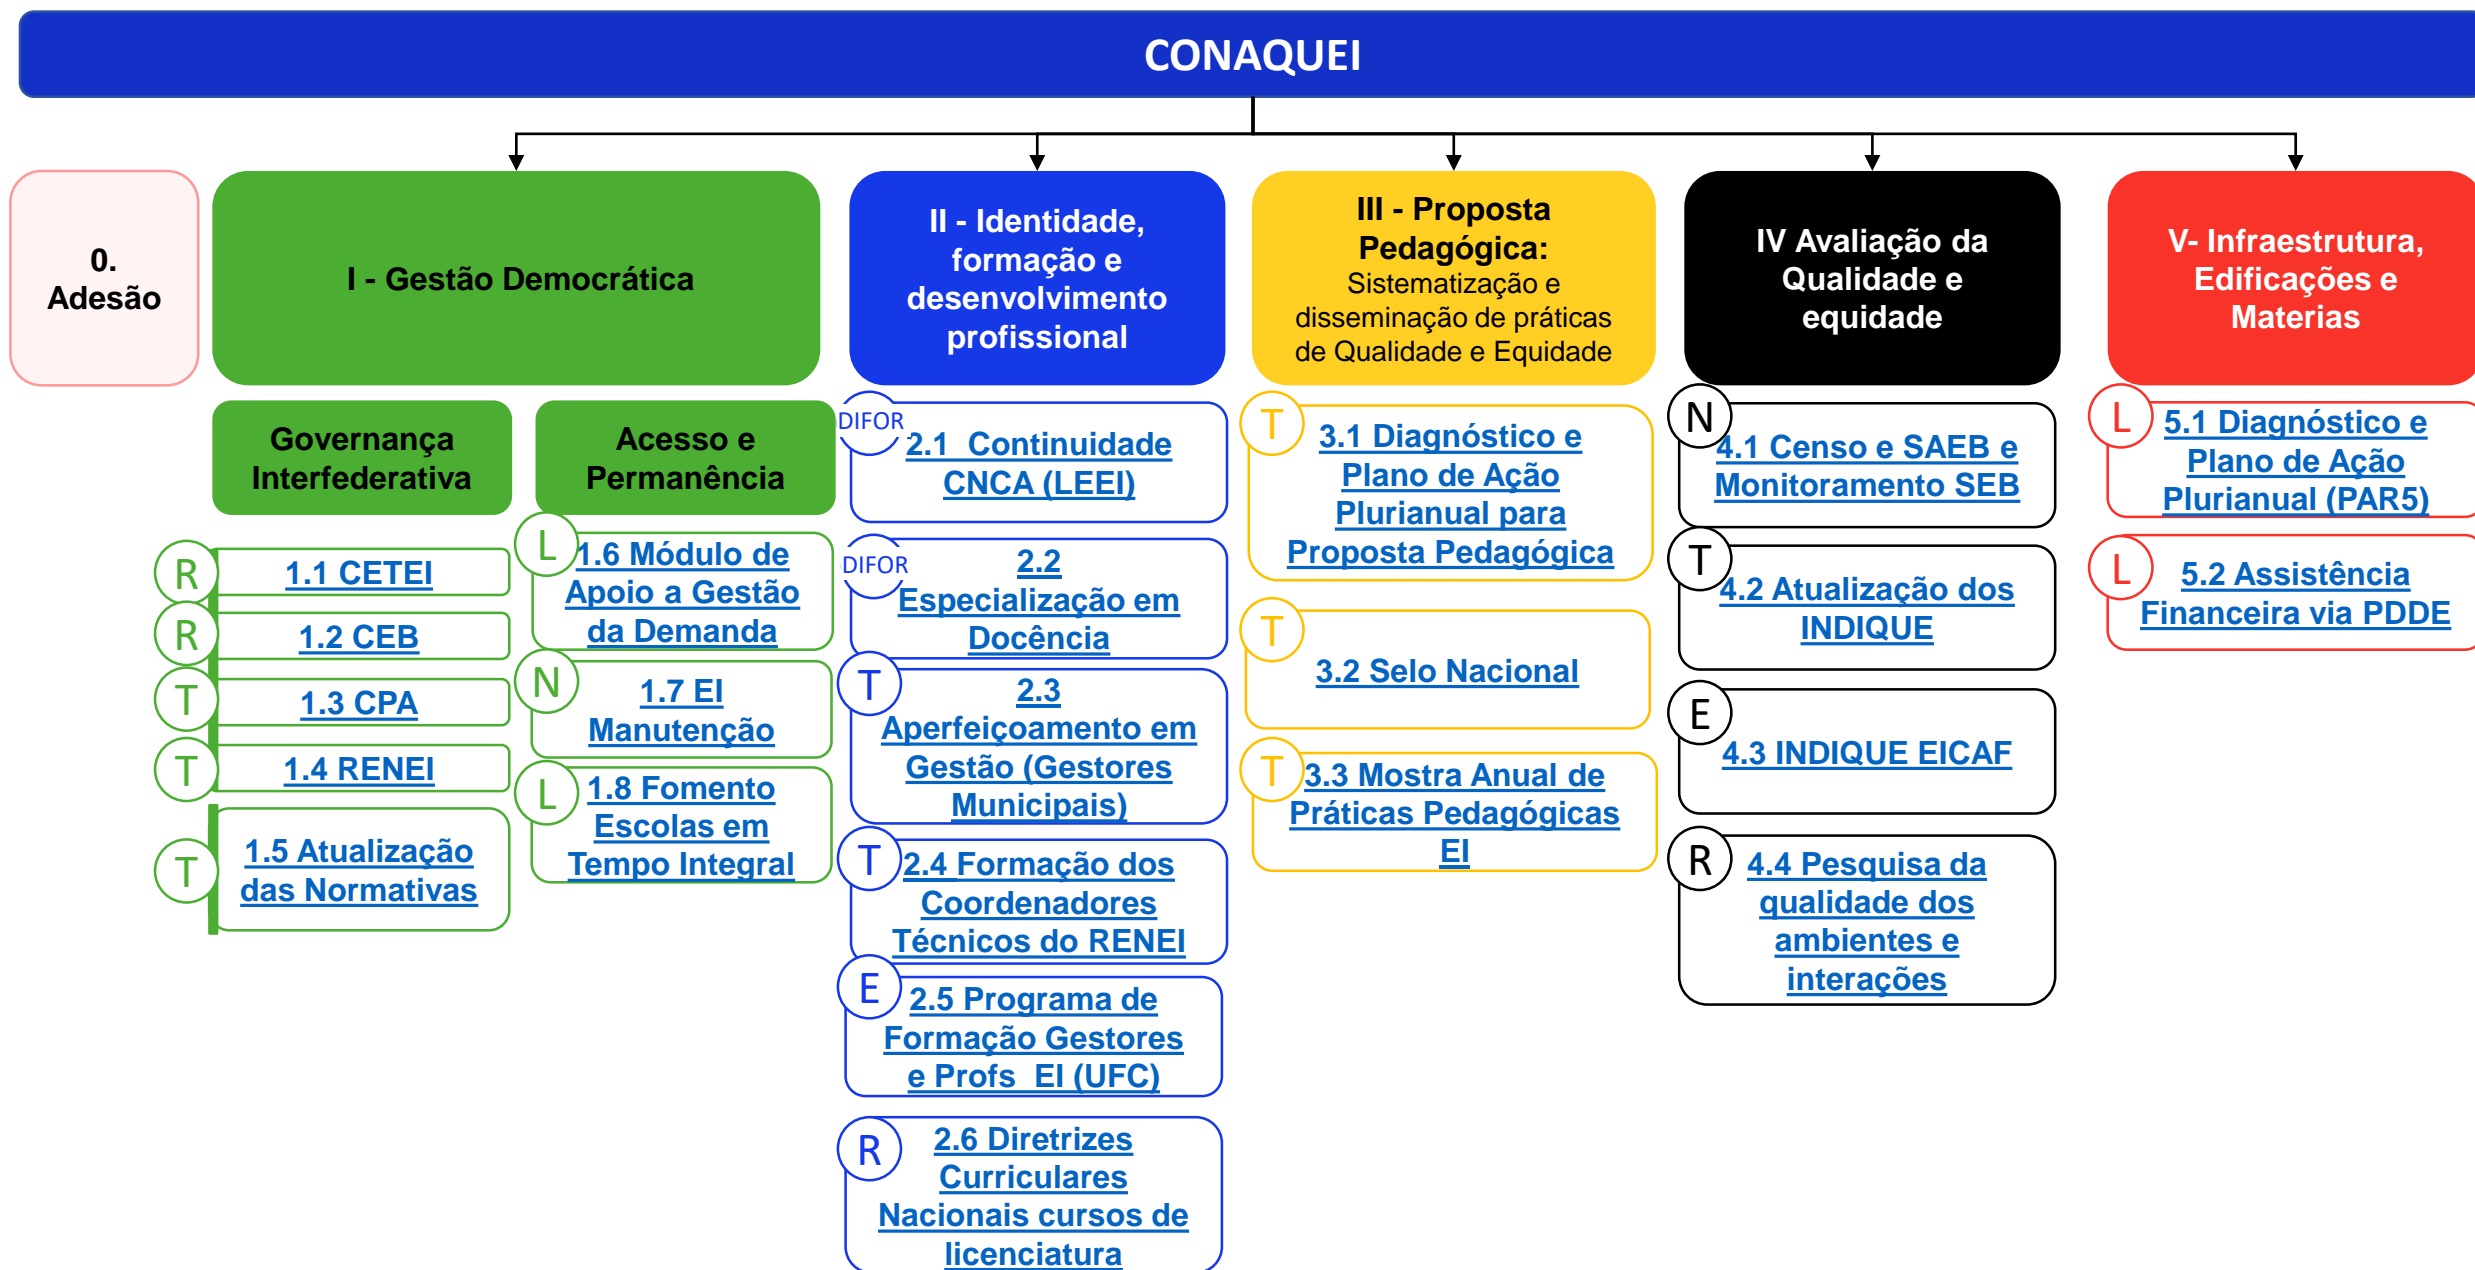 CONAQUEI
0.
Adesão
I - Gestão Democrática
II - Identidade,
formação e
desenvolvimento
profissional
III - Proposta
Pedagógica:
Sistematização e
disseminação de práticas
de Qualidade e Equidade
IV Avaliação da
Qualidade e
equidade
V- Infraestrutura,
Edificações e
Materias
Governança
Interfederativa
R
1.1 CETEI
R
1.2 CEB
T
1.3 CPA
T
1.4 RENEI
T
1.5 Atualização
das Normativas
Acesso e
Permanência
L
1.6 Módulo de
Apoio a Gestão
da Demanda
N
1.7 EI
Manutenção
L
1.8 Fomento
Escolas em
Tempo Integral
DIFOR
2.1 Continuidade
CNCA (LEEI)
DIFOR
2.2
Especialização em
Docência
T
2.3
Aperfeiçoamento em
Gestão (Gestores
Municipais)
T
2.4 Formação dos
Coordenadores
Técnicos do RENEI
E
2.5 Programa de
Formação Gestores
e Profs EI (UFC)
R
2.6 Diretrizes
Curriculares
Nacionais cursos de
licenciatura
T
3.1 Diagnóstico e
Plano de Ação
Plurianual para
Proposta Pedagógica
T
3.2 Selo Nacional
T
3.3 Mostra Anual de
Práticas Pedagógicas
EI
N
4.1 Censo e SAEB e
Monitoramento SEB
T
4.2 Atualização dos
INDIQUE
E
4.3 INDIQUE EICAF
R
4.4 Pesquisa da
qualidade dos
ambientes e
interações
L
5.1 Diagnóstico e
Plano de Ação
Plurianual (PAR5)
L
5.2 Assistência
Financeira via PDDE